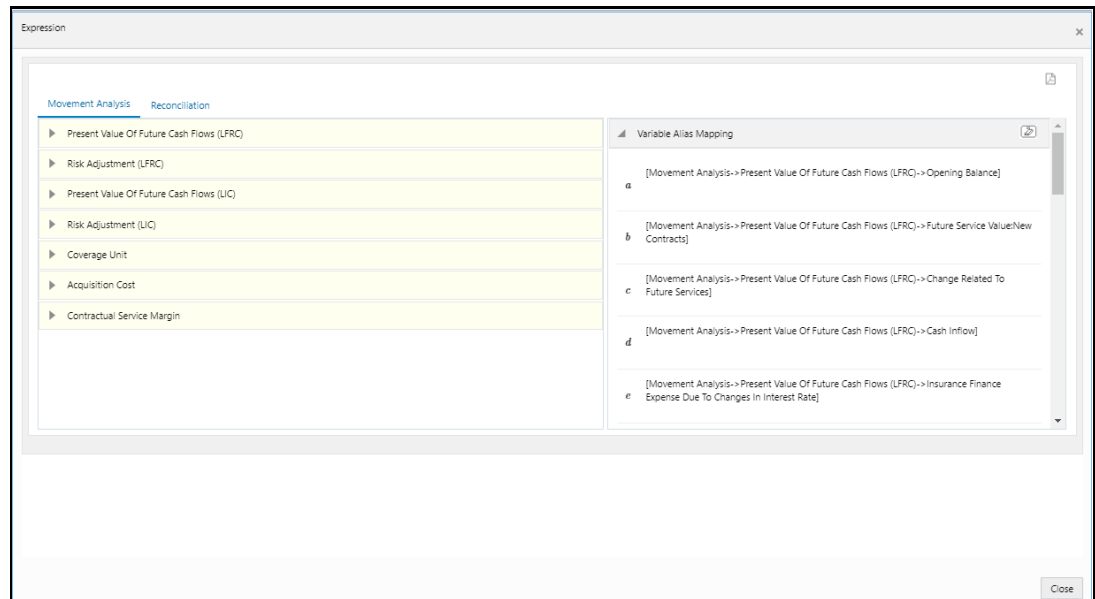 Expression
×
Movement Analysis
Reconciliation
Present Value Of Future Cash Flows (LFRC)
Risk Adjustment (LFRC)
Present Value Of Future Cash Flows (LIC)
Risk Adjustment (LIC)
Coverage Unit
Acquisition Cost
Contractual Service Margin
Variable Alias Mapping
a
[Movement Analysis->Present Value Of Future Cash Flows (LFRC)->Opening Balance]
b
[Movement Analysis->Present Value Of Future Cash Flows (LFRC)->Future Service Value:New
Contracts]
c
[Movement Analysis->Present Value Of Future Cash Flows (LFRC)->Change Related To
Future Services]
d
[Movement Analysis->Present Value Of Future Cash Flows (LFRC)->Cash Inflow]
e
[Movement Analysis->Present Value Of Future Cash Flows (LFRC)->Insurance Finance
Expense Due To Changes In Interest Rate]
Close